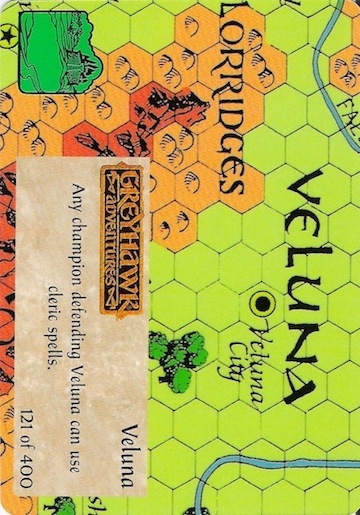 LORRIDGES
VELUNA
Veluna
City
GREYHAWK
ADVENTURES
Veluna
Any champion defending Veluna can use
cleric spells.
121 of 400